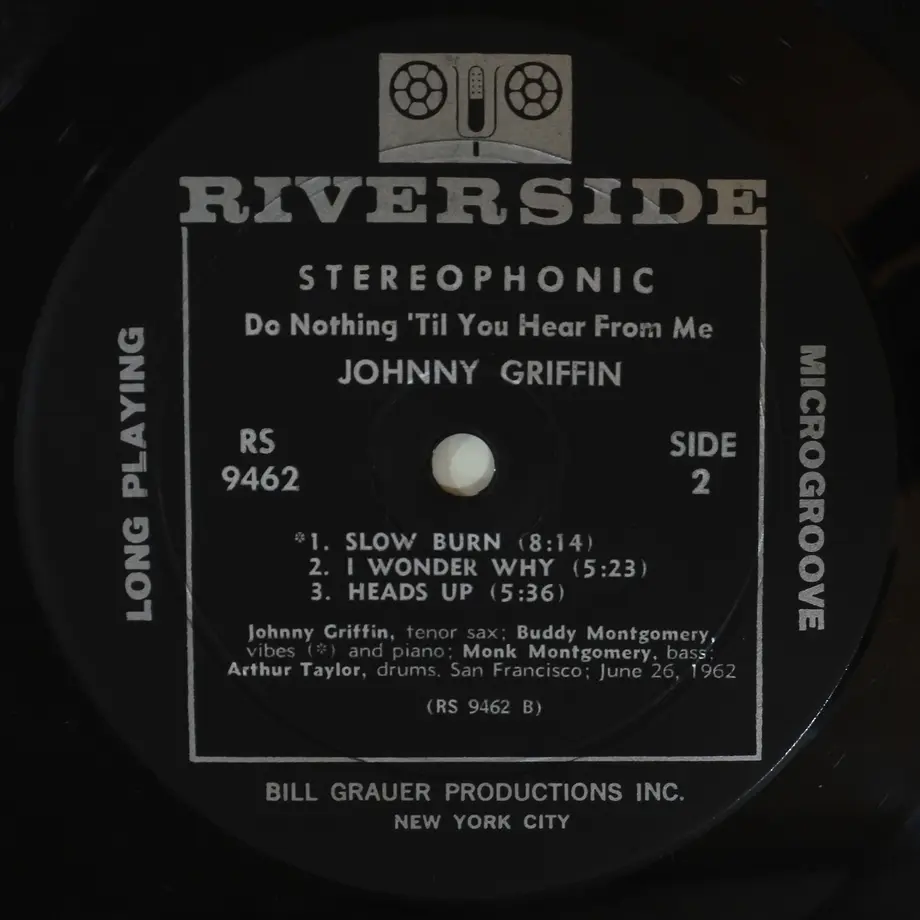 RIVERSIDE
STEREOPHONIC
Do Nothing 'Til You Hear From Me
JOHNNY GRIFFIN
LONG PLAYING
MICROGROOVE
RS
9462
SIDE
2
*1. SLOW BURN (8:14)
2. I WONDER WHY (5:23)
3. HEADS UP (5:36)
Johnny Griffin, tenor sax; Buddy Montgomery,
vibes (*) and piano; Monk Montgomery, bass;
Arthur Taylor, drums. San Francisco; June 26, 1962
(RS 9462 B)
BILL GRAUER PRODUCTIONS INC.
NEW YORK CITY